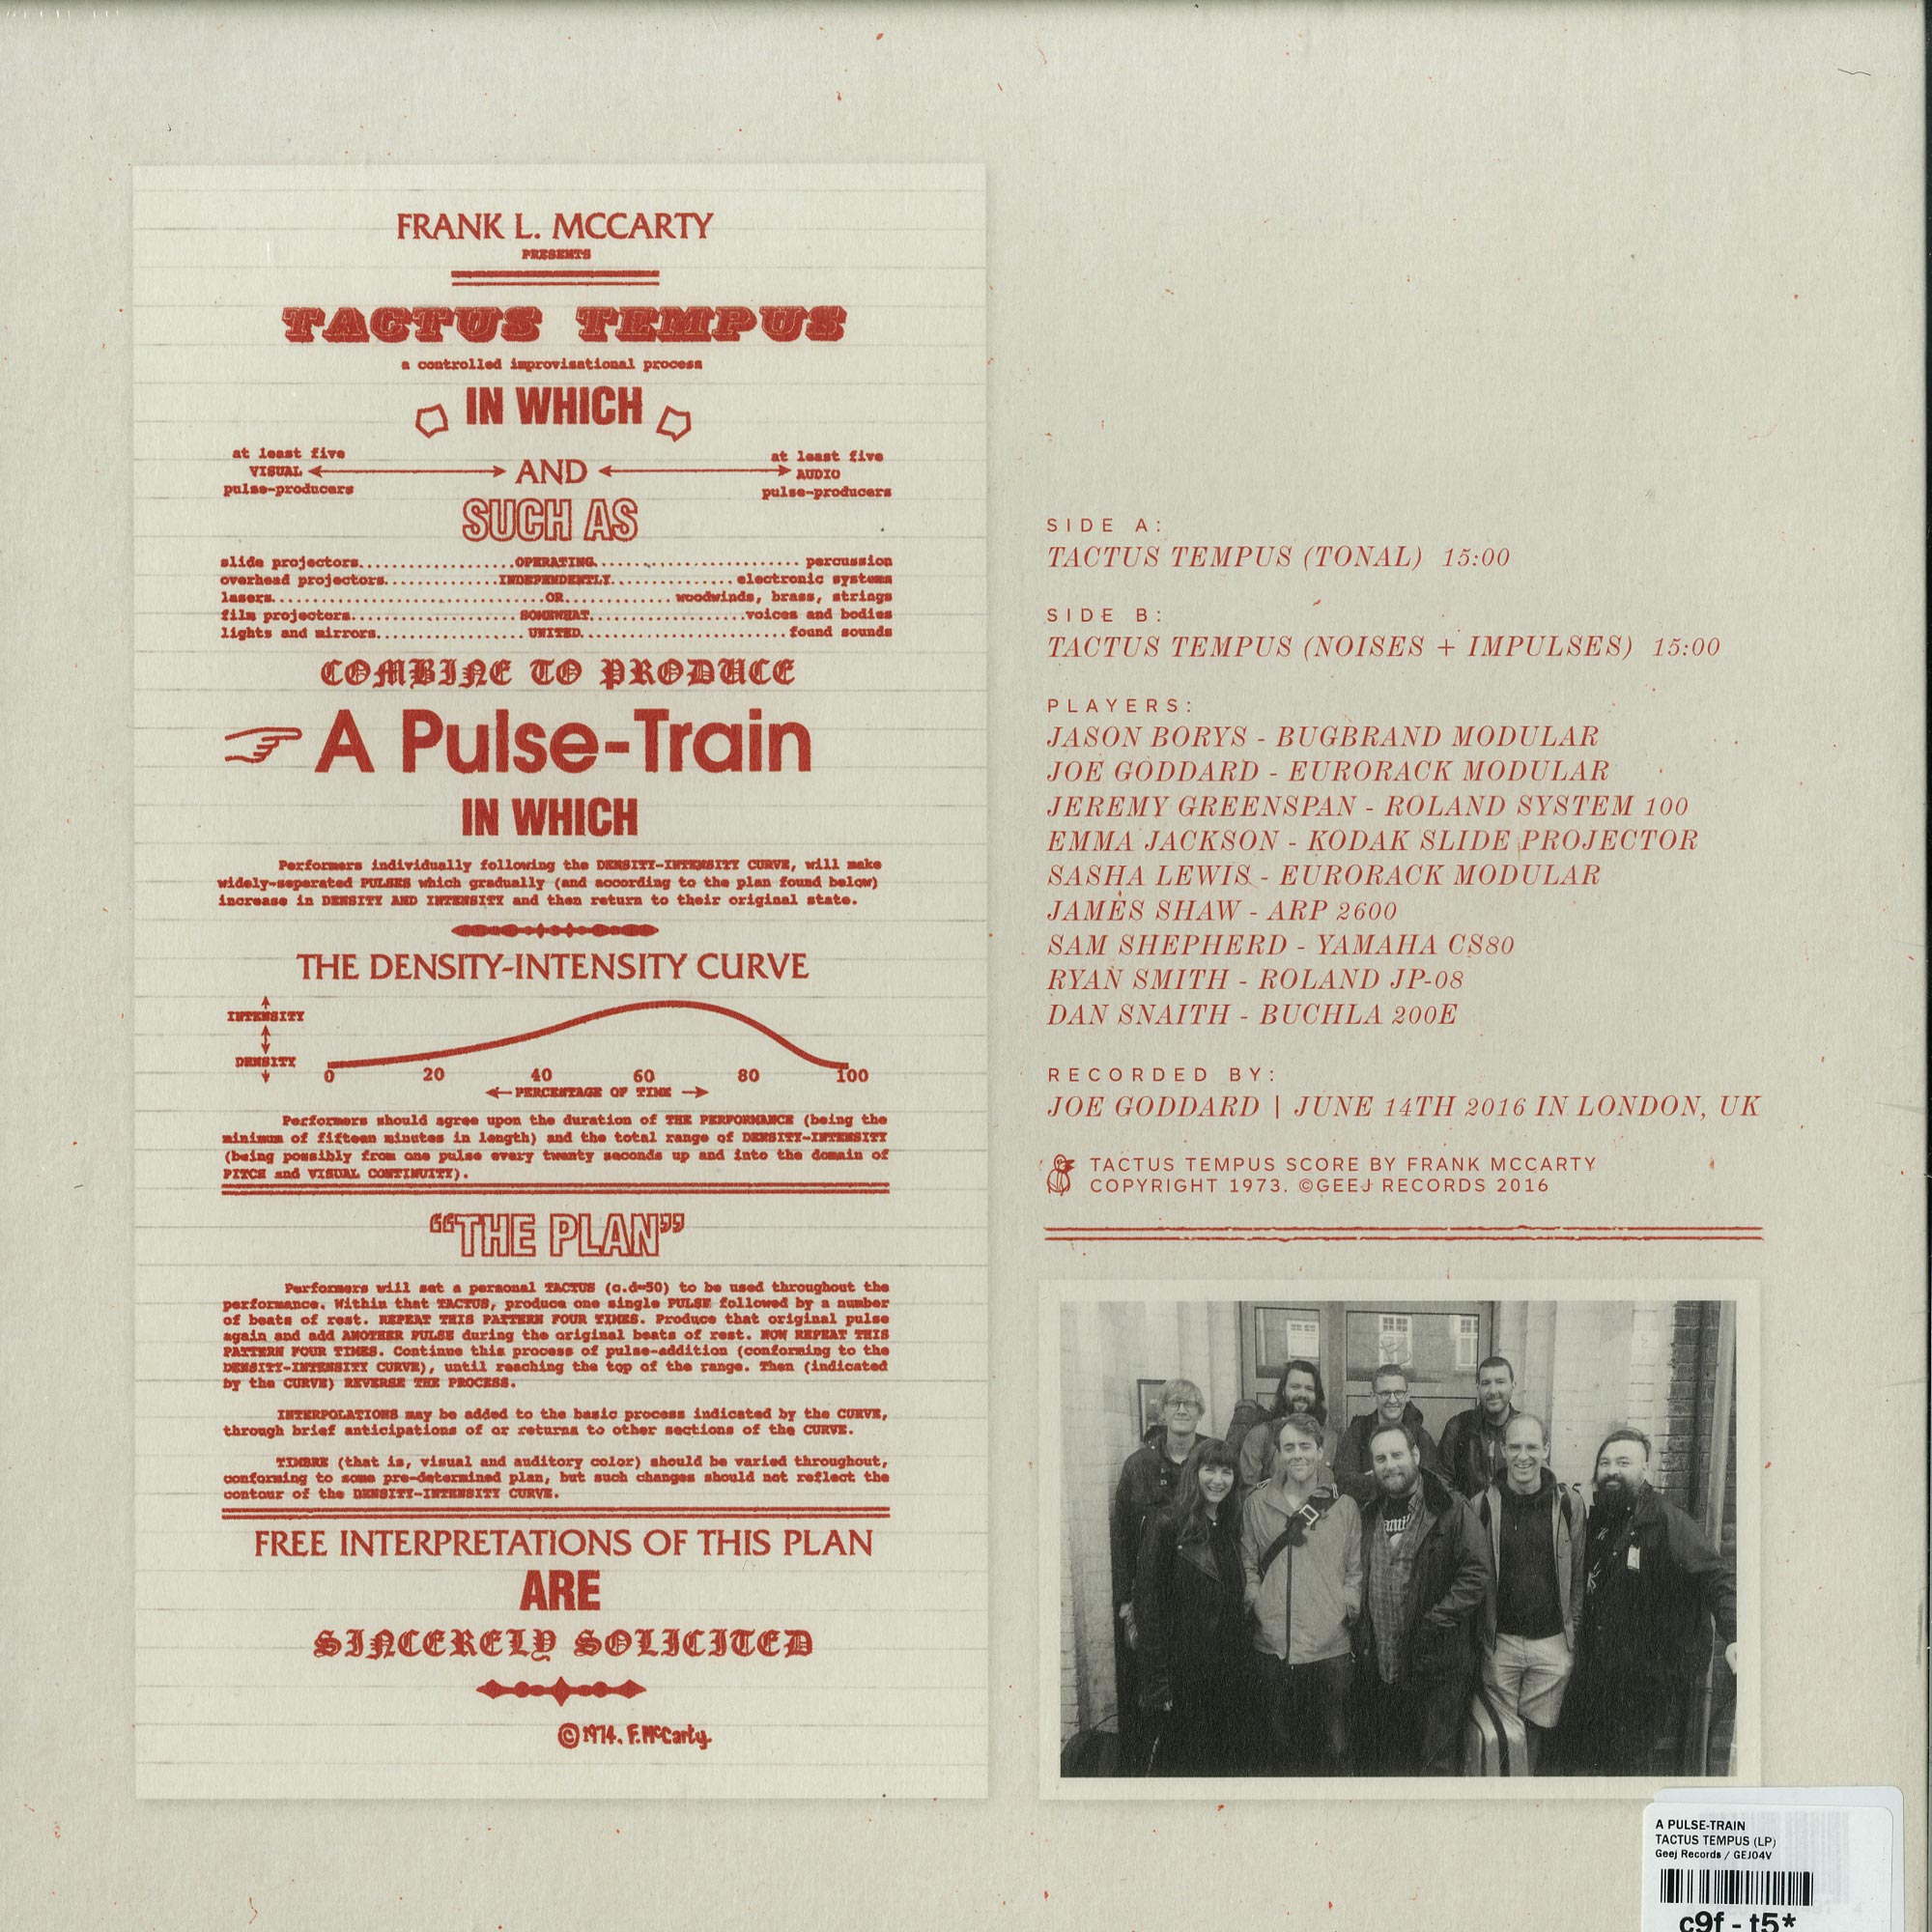 FRANK L. MCCARTY
PRESENTS
TACTUS TEMPUS
a controlled improvisational process
IN WHICH
at least five
VISUAL
pulse-producers
AND
at least five
AUDIO
pulse-producers
SUCH AS
slide projectors..................OPERATING....................... percussion
overhead projectors.............INDEPENDENTLY..............electronic systems
lasers...............................OR............ woodwinds, brass, strings
film projectors...................SOMEWHAT.................voices and bodies
lights and mirrors................. UNITED.......................found sounds
COMBINE TO PRODUCE
A Pulse-Train
IN WHICH
Performers individually following the DENSITY-INTENSITY CURVE, will make
widely-separated PULSES which gradually (and according to the plan found below)
increase in DENSITY AND INTENSITY and then return to their original state.
THE DENSITY-INTENSITY CURVE
INTENSITY
DENSITY
0 20 40 60 80 100
PERCENTAGE OF TIME
Performers should agree upon the duration of THE PERFORMANCE (being the
minimum of fifteen minutes in length) and the total range of DENSITY-INTENSITY
(being possibly from one pulse every twenty seconds up and into the domain of
PITCH and VISUAL CONTINUITY).
“THE PLAN”
Performers will set a personal TACTUS (c.d=50) to be used throughout the
performance. Within that TACTUS, produce one single PULSE followed by a number
of beats of rest. REPEAT THIS PATTERN FOUR TIMES. Produce that original pulse
again and add ANOTHER PULSE during the original beats of rest. NOW REPEAT THIS
PATTERN FOUR TIMES. Continue this process of pulse-addition (conforming to the
DENSITY-INTENSITY CURVE), until reaching the top of the range. Then (indicated
by the CURVE) REVERSE THE PROCESS.
INTERPOLATIONS may be added to the basic process indicated by the CURVE,
through brief anticipations of or returns to other sections of the CURVE.
TIMBRE (that is, visual and auditory color) should be varied throughout,
conforming to some pre-determined plan, but such changes should not reflect the
contour of the DENSITY-INTENSITY CURVE.
FREE INTERPRETATIONS OF THIS PLAN
ARE
SINCERELY SOLICITED
©1974. F. McCarty.
SIDE A:
TACTUS TEMPUS (TONAL) 15:00
SIDE B:
TACTUS TEMPUS (NOISES + IMPULSES) 15:00
PLAYERS:
JASON BORYS - BUGBRAND MODULAR
JOE GODDARD - EURORACK MODULAR
JEREMY GREENSPAN - ROLAND SYSTEM 100
EMMA JACKSON - KODAK SLIDE PROJECTOR
SASHA LEWIS - EURORACK MODULAR
JAMES SHAW - ARP 2600
SAM SHEPHERD - YAMAHA CS80
RYAN SMITH - ROLAND JP-08
DAN SNAITH - BUCHLA 200E
RECORDED BY:
JOE GODDARD | JUNE 14TH 2016 IN LONDON, UK
TACTUS TEMPUS SCORE BY FRANK MCCARTY
COPYRIGHT 1973. ©GEEJ RECORDS 2016
A PULSE-TRAIN
TACTUS TEMPUS (LP)
Geej Records / GEJ04V
c9f - t5*